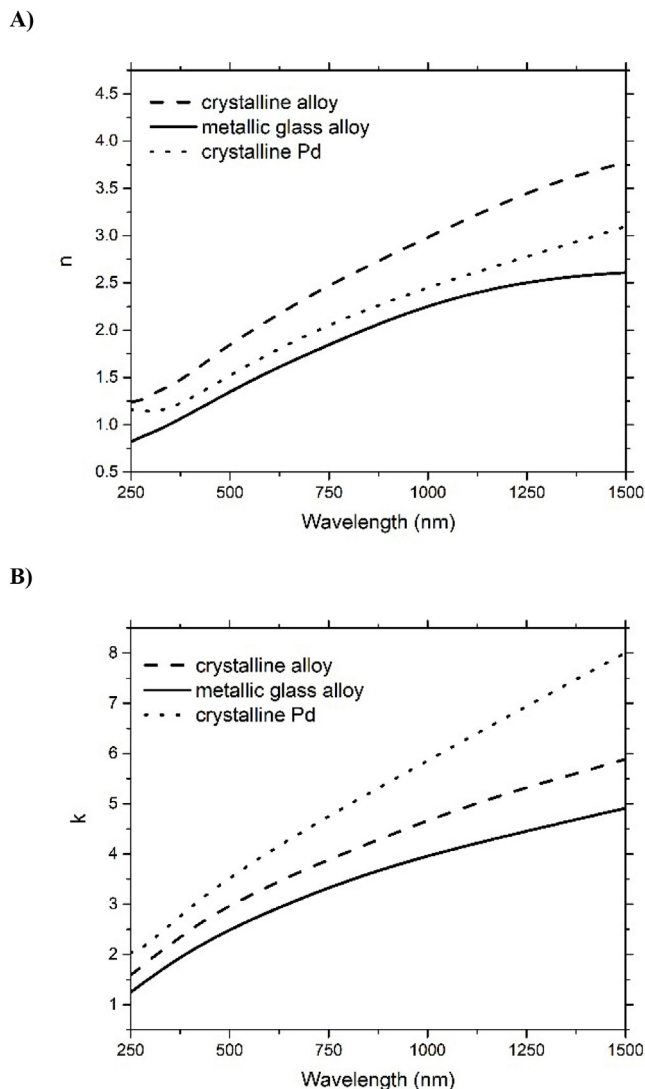 A)
4.5
4.0
3.5
3.0
2.5
2.0
1.5
1.0
0.5
n
crystalline alloy
metallic glass alloy
crystalline Pd
250 500 750 1000 1250 1500
Wavelength (nm)
B)
8
7
6
5
4
3
2
1
k
crystalline alloy
metallic glass alloy
crystalline Pd
250 500 750 1000 1250 1500
Wavelength (nm)